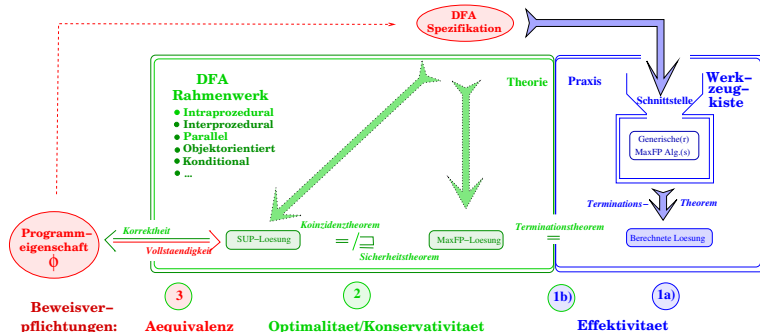 DFA
Spezifikation
DFA
Rahmenwerk
Theorie
Praxis
Werk–
zeug–
kiste
Schnittstelle
Intraprozedural
Interprozedural
Parallel
Objektorientiert
Konditional
...
Generische(r)
MaxFP Alg.(s)
Terminations–
Theorem
Programm–
eigenschaft
ϕ
Korrektheit
Vollstaendigkeit
SUP–Loesung
Koinzidenztheorem
= / ⊒
Sicherheitstheorem
MaxFP–Loesung
Terminationstheorem
=
Berechnete Loesung
3
2
1b)
1a)
Beweisver–
pflichtungen:
Aequivalenz
Optimalitaet/Konservativitaet
Effektivitaet